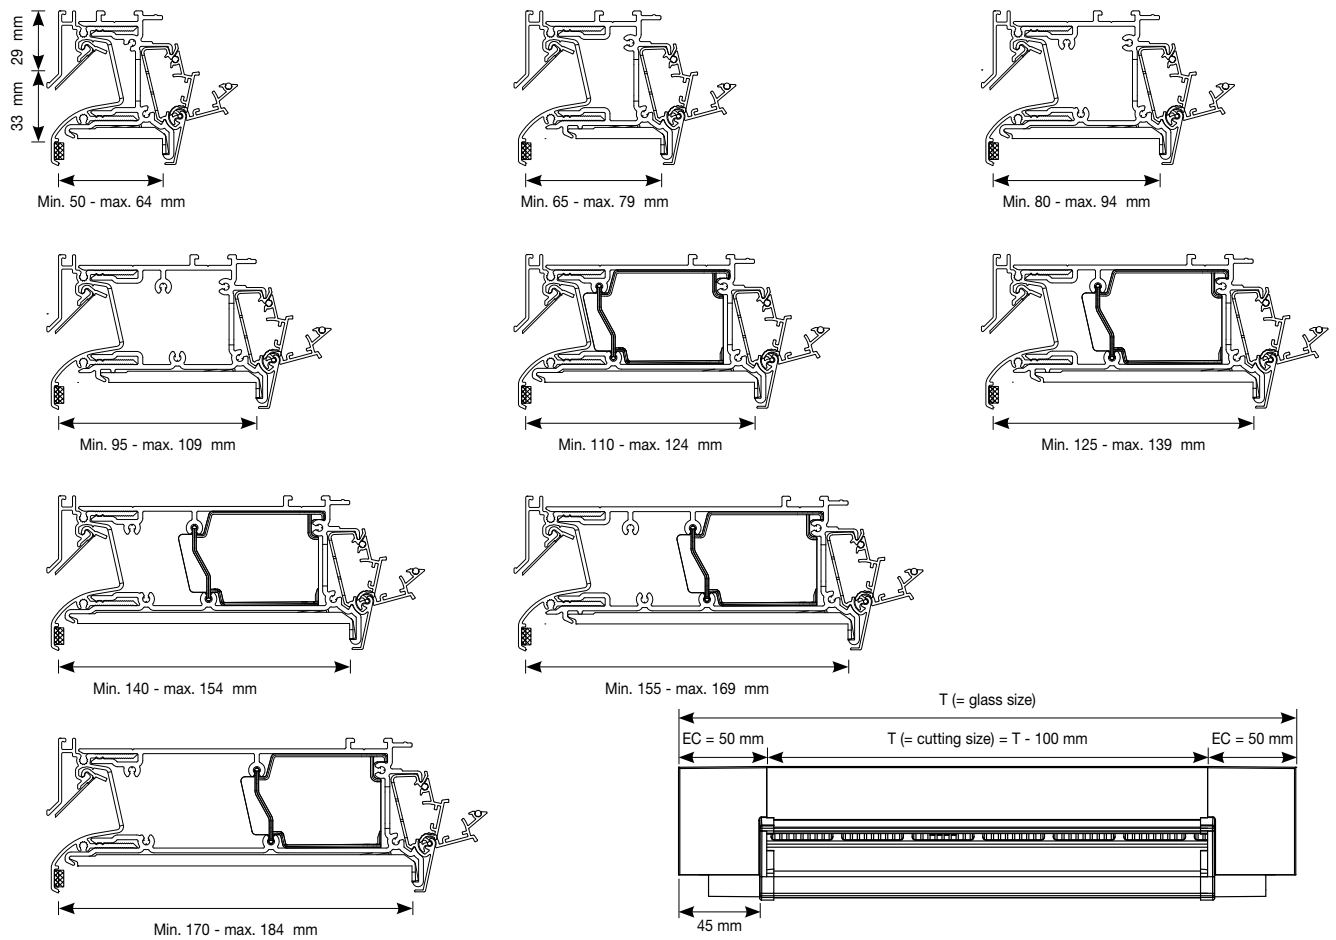 29 mm
33 mm
Min. 50 - max. 64 mm
Min. 65 - max. 79 mm
Min. 80 - max. 94 mm
Min. 95 - max. 109 mm
Min. 110 - max. 124 mm
Min. 125 - max. 139 mm
Min. 140 - max. 154 mm
Min. 155 - max. 169 mm
T (= glass size)
EC = 50 mm
T (= cutting size) = T - 100 mm
EC = 50 mm
45 mm
Min. 170 - max. 184 mm